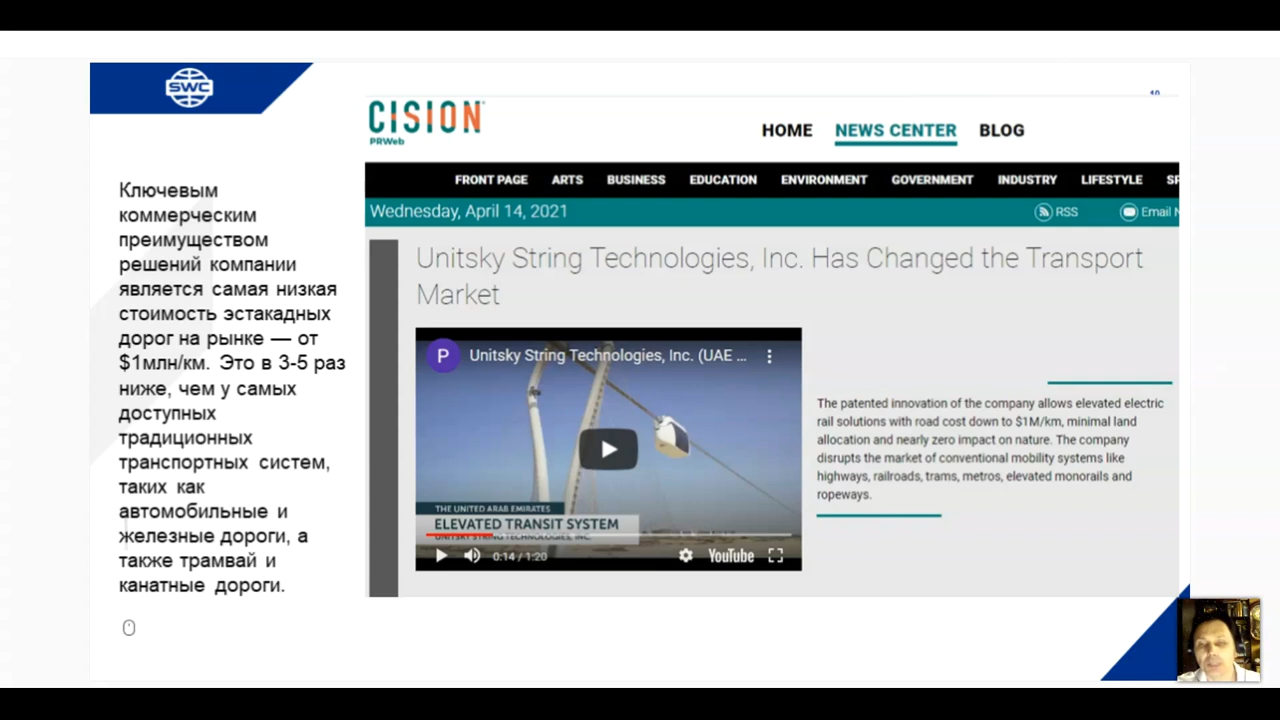 SWC
Ключевым
коммерческим
преимуществом
решений компании
является самая низкая
стоимость эстакадных
дорог на рынке — от
$1млн/км. Это в 3-5 раз
ниже, чем у самых
доступных
традиционных
транспортных систем,
таких как
автомобильные и
железные дороги, а
также трамвай и
канатные дороги.
CISION
PRWeb
HOME NEWS CENTER BLOG
FRONT PAGE ARTS BUSINESS EDUCATION ENVIRONMENT GOVERNMENT INDUSTRY LIFESTYLE
Wednesday, April 14, 2021
RSS Email
Unitsky String Technologies, Inc. Has Changed the Transport
Market
P Unitsky String Technologies, Inc. (UAE ...
THE UNITED ARAB EMIRATES
ELEVATED TRANSIT SYSTEM
UNITSKY STRING TECHNOLOGIES, INC.
0:14 / 1:20 YouTube
The patented innovation of the company allows elevated electric
rail solutions with road cost down to $1M/km, minimal land
allocation and nearly zero impact on nature. The company
disrupts the market of conventional mobility systems like
highways, railroads, trams, metros, elevated monorails and
ropeways.